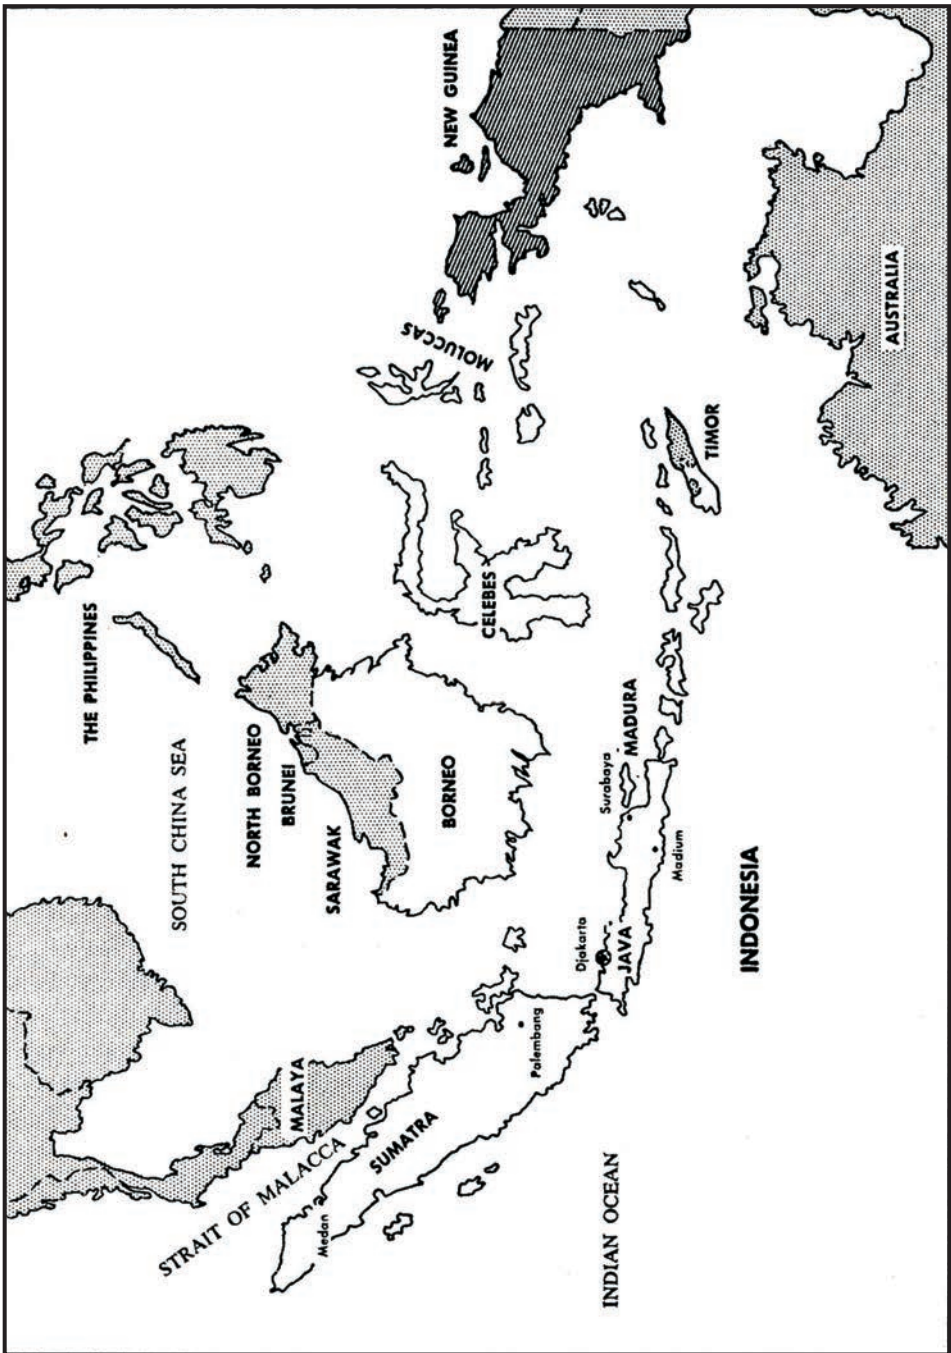 THE PHILIPPINES
SOUTH CHINA SEA
NEW GUINEA
STRAIT OF MALACCA
MALAYA
NORTH BORNEO
BRUNEI
SARAWAK
MOLUCCAS
Medan
SUMATRA
BORNEO
CELEBES
Palembang
Djakarta
JAVA
Surabaya
MADURA
Madium
TIMOR
INDIAN OCEAN
INDONESIA
AUSTRALIA